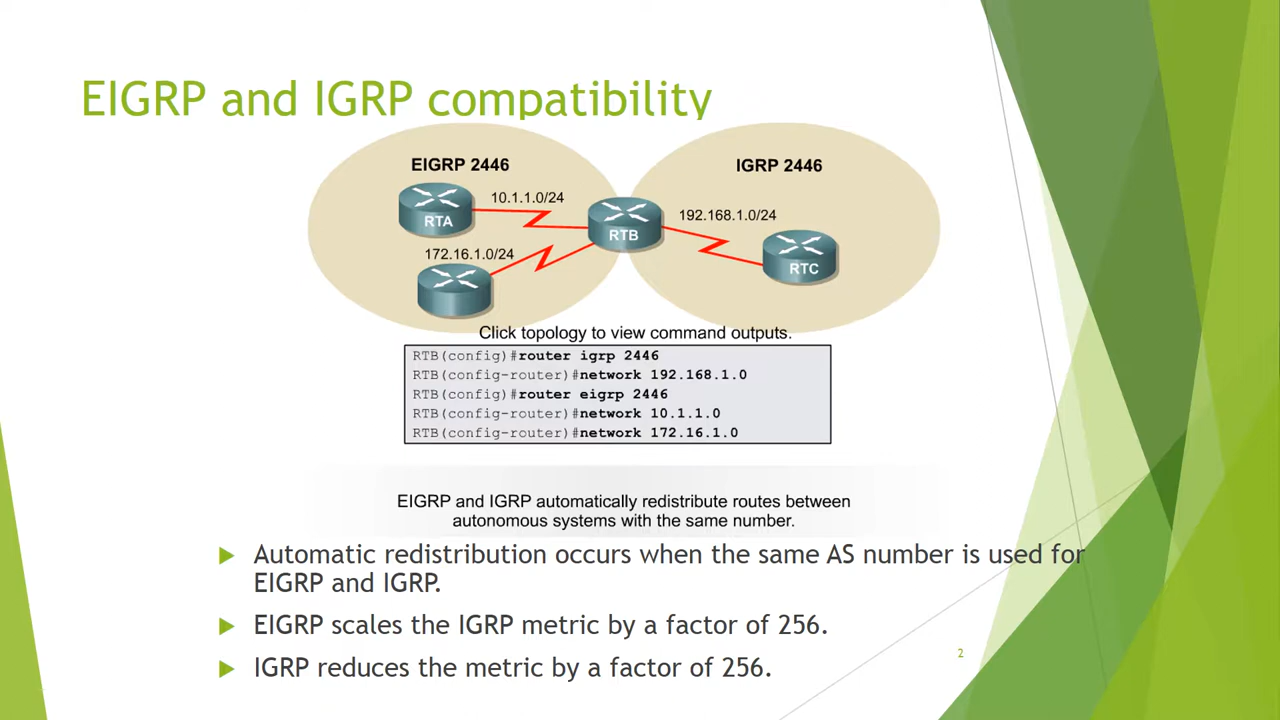 EIGRP and IGRP compatibility
EIGRP 2446
IGRP 2446
10.1.1.0/24
RTA
192.168.1.0/24
RTB
172.16.1.0/24
RTC
Click topology to view command outputs.
RTB(config)#router igrp 2446
RTB(config-router)#network 192.168.1.0
RTB(config)#router eigrp 2446
RTB(config-router)#network 10.1.1.0
RTB(config-router)#network 172.16.1.0
EIGRP and IGRP automatically redistribute routes between
autonomous systems with the same number.
Automatic redistribution occurs when the same AS number is used for
EIGRP and IGRP.
EIGRP scales the IGRP metric by a factor of 256.
2
IGRP reduces the metric by a factor of 256.